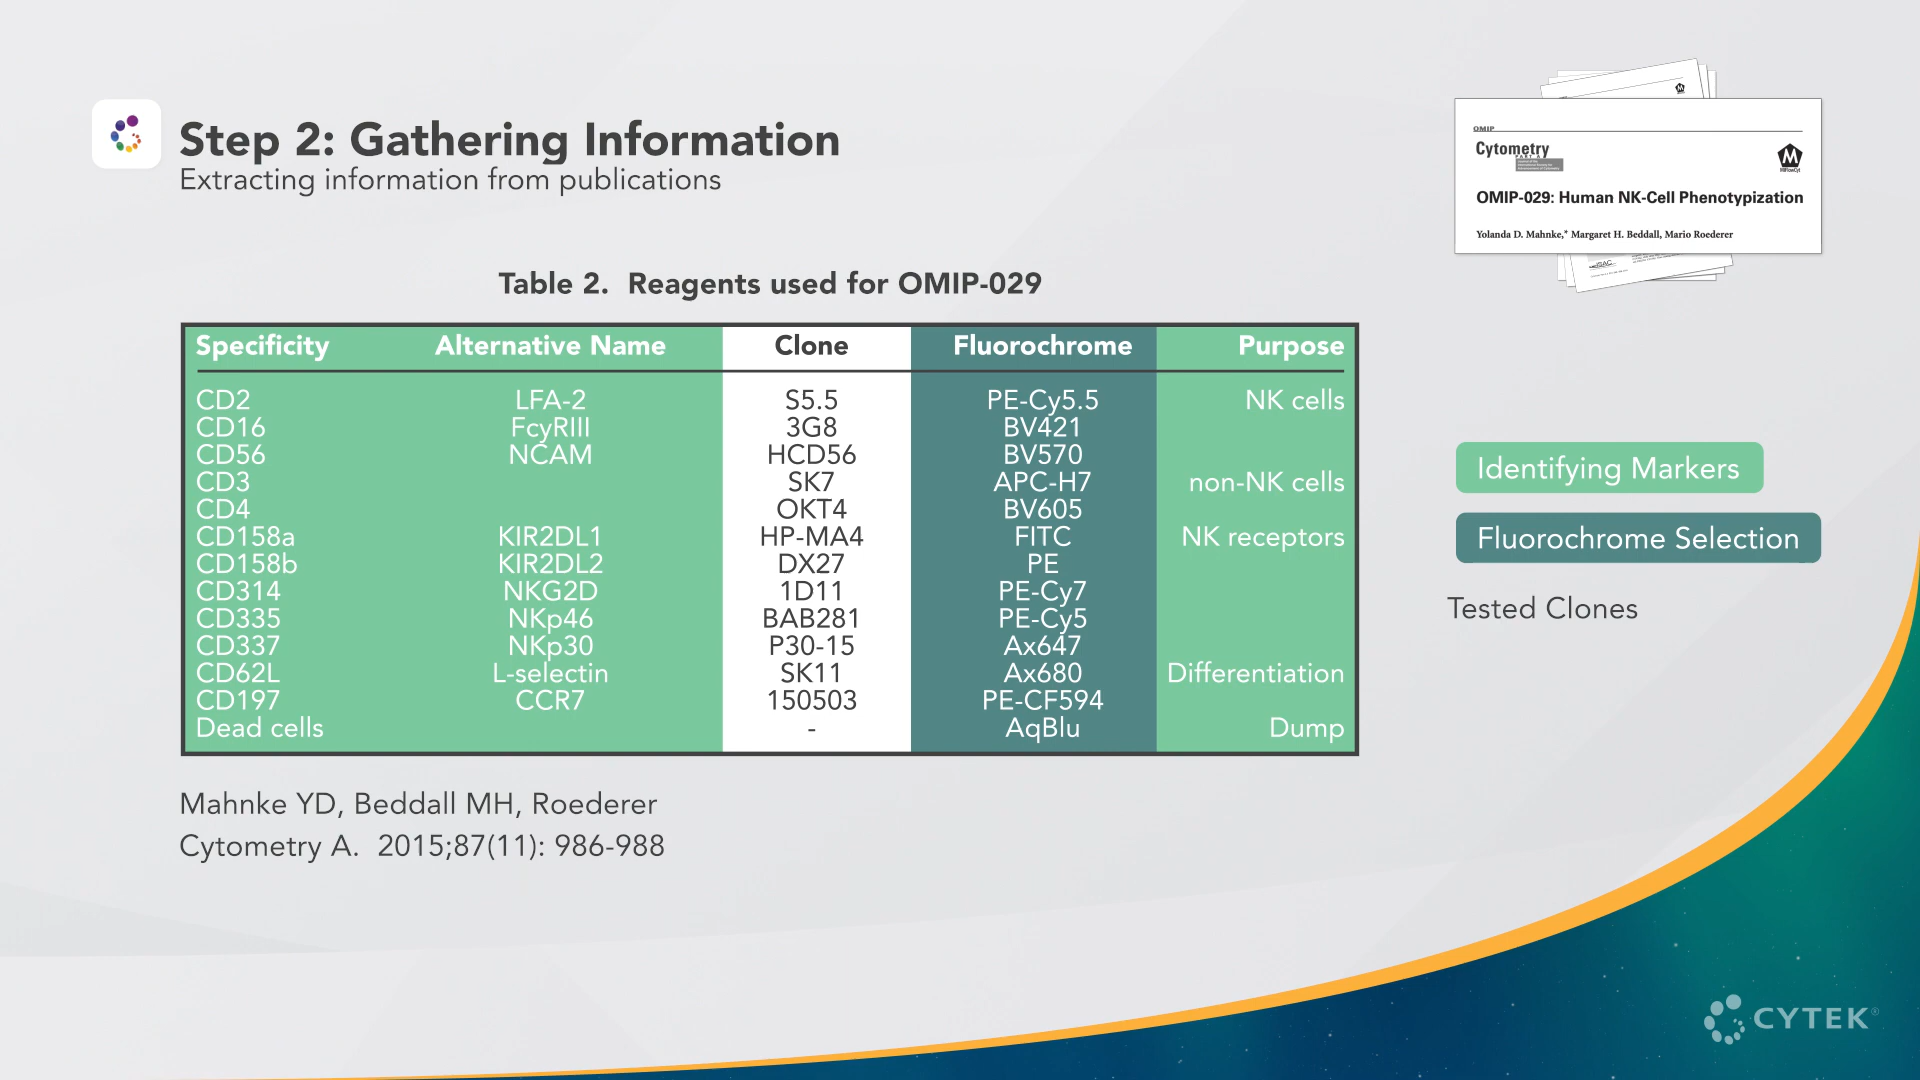 Step 2: Gathering Information
Extracting information from publications
OMIP
Cytometry
PART A
OMIP-029: Human NK-Cell Phenotypization
Yolanda D. Mahnke,* Margaret H. Beddall, Mario Roederer
ISAC
Table 2. Reagents used for OMIP-029
Specificity Alternative Name Clone Fluorochrome Purpose
CD2 LFA-2 S5.5 PE-Cy5.5 NK cells
CD16 FcyRIII 3G8 BV421
CD56 NCAM HCD56 BV570
CD3 SK7 APC-H7 non-NK cells
CD4 OKT4 BV605
CD158a KIR2DL1 HP-MA4 FITC NK receptors
CD158b KIR2DL2 DX27 PE
CD314 NKG2D 1D11 PE-Cy7
CD335 NKp46 BAB281 PE-Cy5
CD337 NKp30 P30-15 Ax647
CD62L L-selectin SK11 Ax680 Differentiation
CD197 CCR7 150503 PE-CF594
Dead cells - AqBlu Dump
Identifying Markers
Fluorochrome Selection
Tested Clones
Mahnke YD, Beddall MH, Roederer
Cytometry A. 2015;87(11): 986-988
CYTEK®